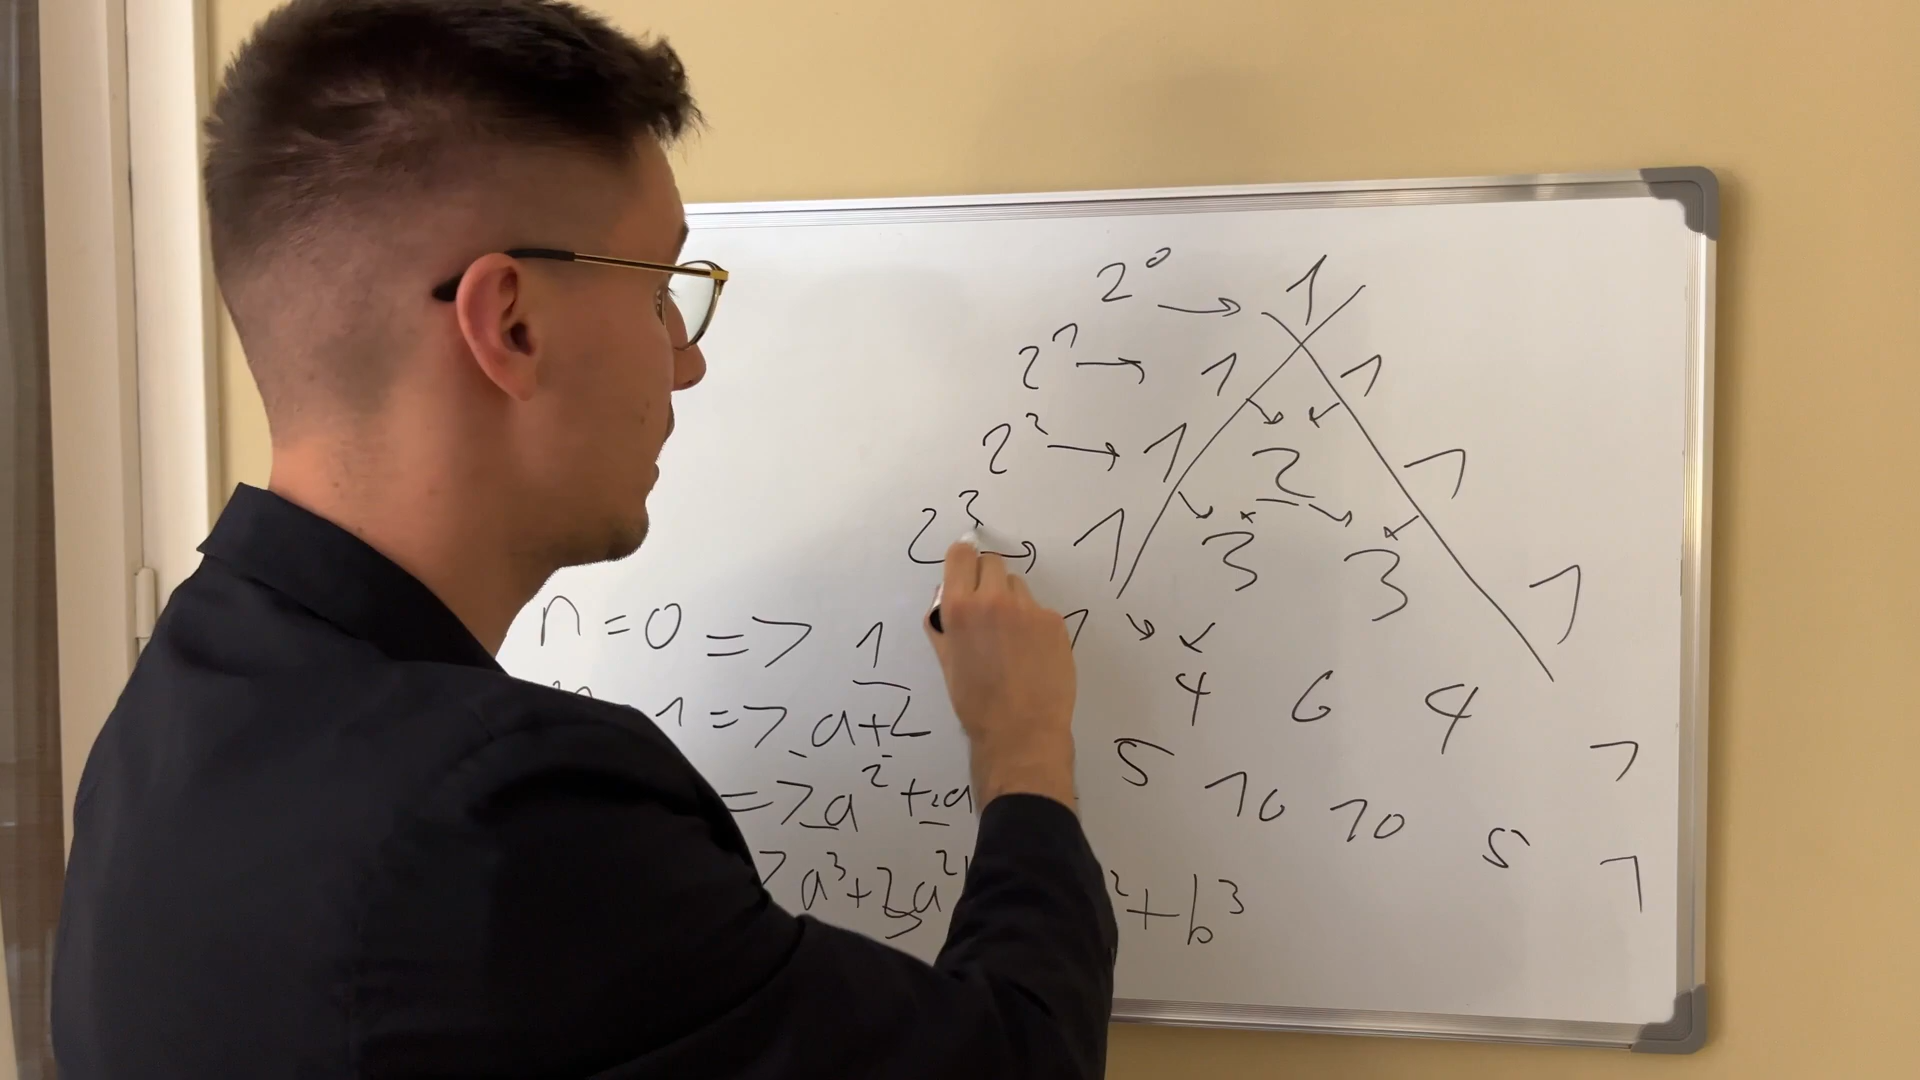 2⁰ → 1
2¹ → 1 1
2² → 1 2 1
2³ → 1 3 3 1
1 4 6 4 1
5 10 10 5 1
n = 0 => 1
1 => a+b
=> a² + 2a
a³+3a² ² + b³